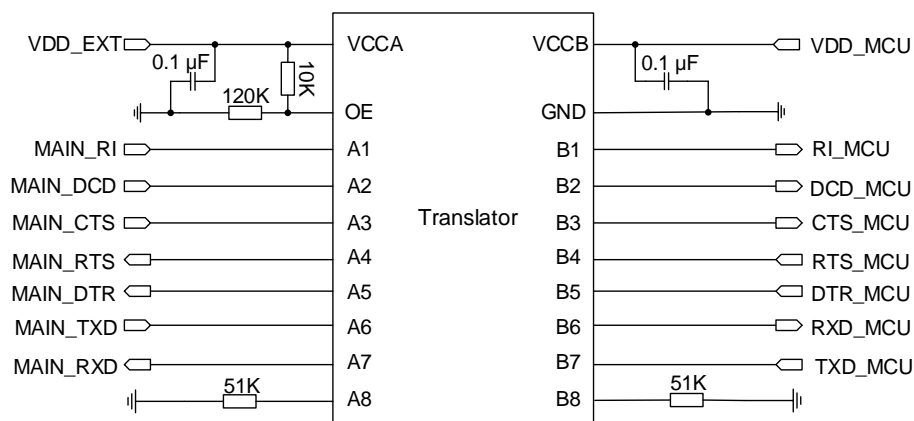 VDD_EXT VCCA VCCB VDD_MCU
0.1 µF 10K 0.1 µF
120K OE GND
MAIN_RI A1 B1 RI_MCU
MAIN_DCD A2 B2 DCD_MCU
MAIN_CTS A3 Translator B3 CTS_MCU
MAIN_RTS A4 B4 RTS_MCU
MAIN_DTR A5 B5 DTR_MCU
MAIN_TXD A6 B6 RXD_MCU
MAIN_RXD A7 B7 TXD_MCU
51K A8 B8 51K